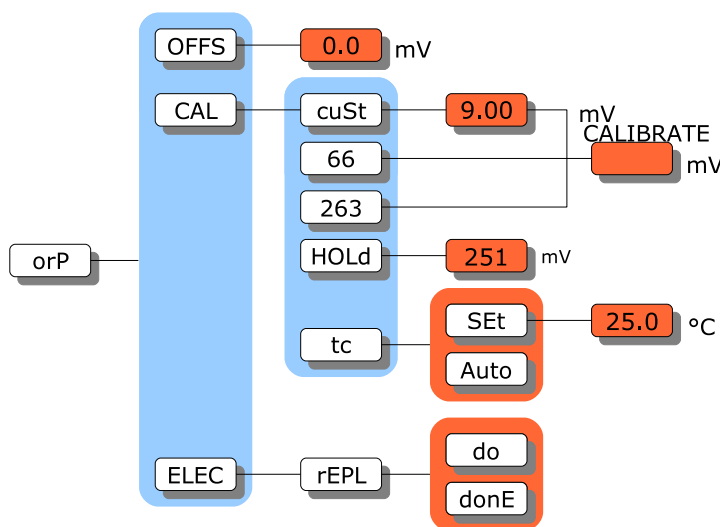 OFFS 0.0 mV
CAL cuSt 9.00 mV
CALIBRATE
66 mV
263
orP HOLd 251 mV
SEt 25.0 °C
tc
Auto
do
ELEC rEPL
donE